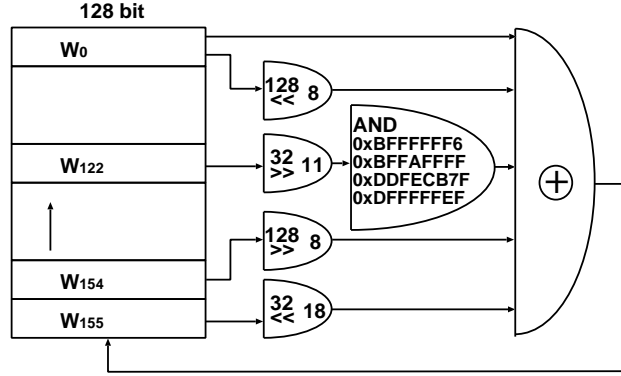 128 bit
W0
128
<< 8
W122
32
>> 11
AND
0xBFFFFFF6
0xBFFAFFFF
0xDDFECB7F
0xDFFFFFEF
128
>> 8
W154
32
<< 18
W155